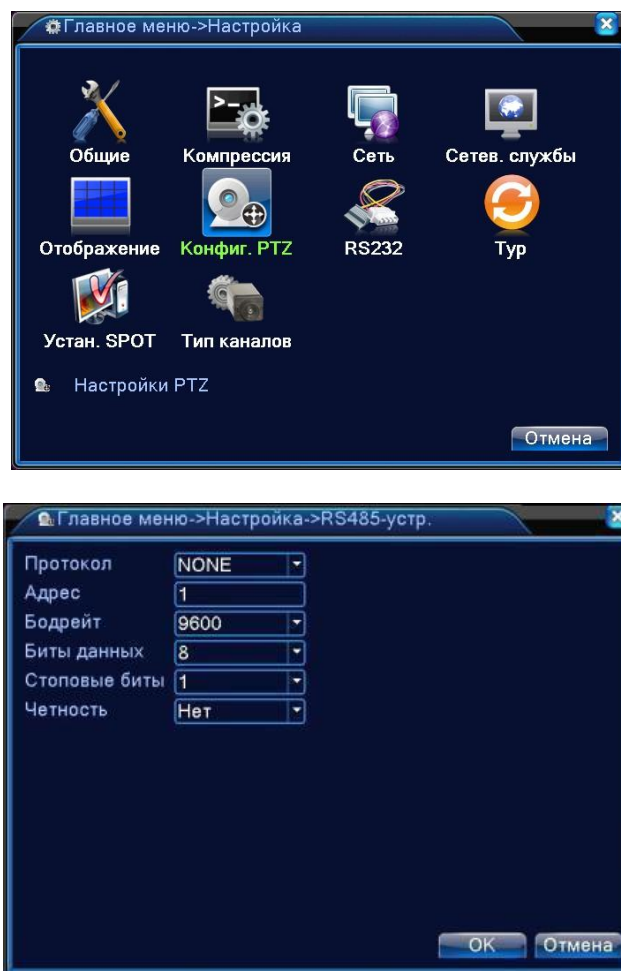 Главное меню->Настройка
Общие Компрессия Сеть Сетев. службы
Отображение Конфиг. PTZ RS232 Тур
Устан. SPOT Тип каналов
Настройки PTZ
Отмена
Главное меню->Настройка->RS485-устр.
Протокол NONE
Адрес 1
Бодрейт 9600
Биты данных 8
Стоповые биты 1
Четность Нет
OK Отмена